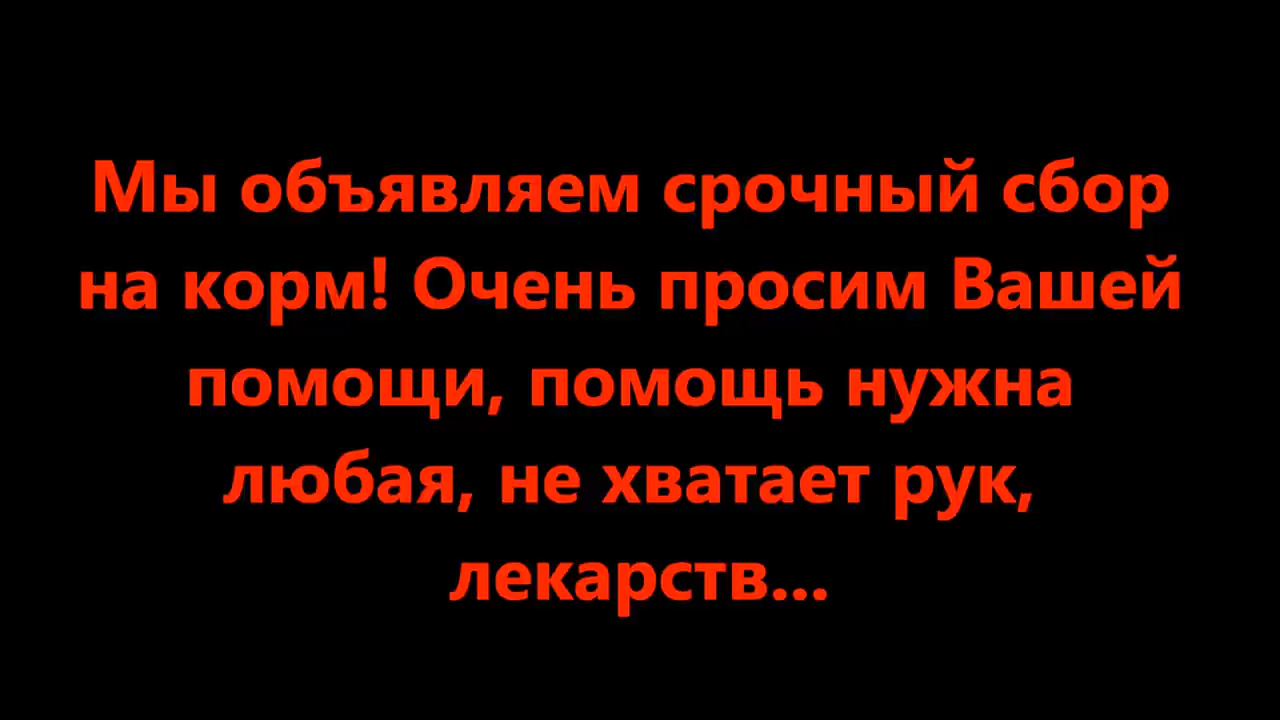 Мы объявляем срочный сбор
на корм! Очень просим Вашей
помощи, помощь нужна
любая, не хватает рук,
лекарств...